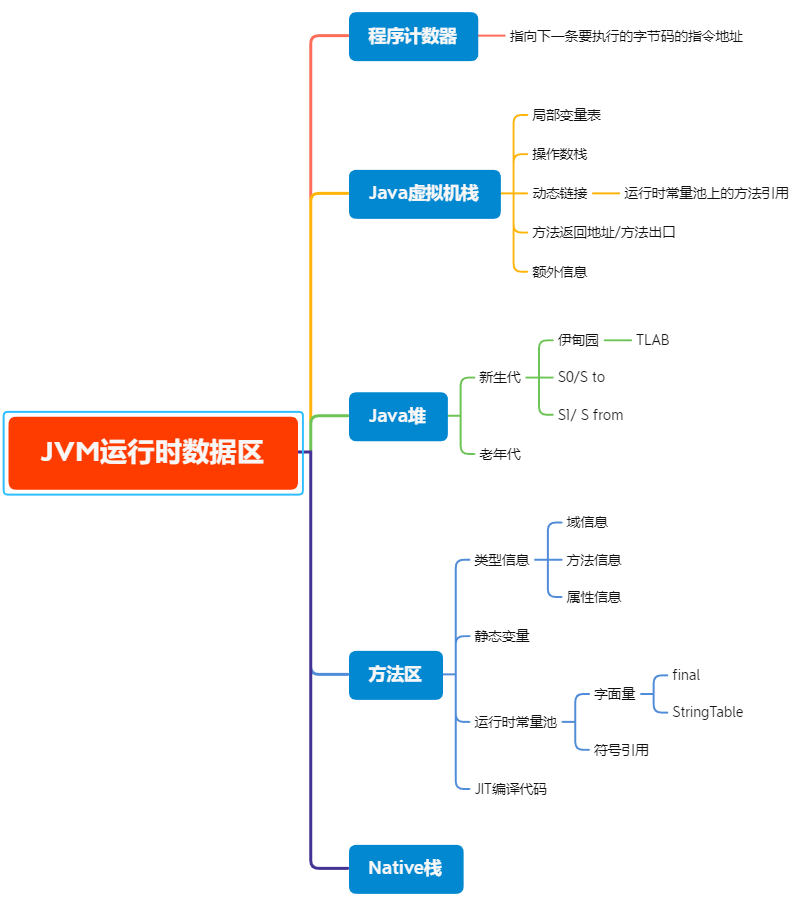 JVM运行时数据区
程序计数器
指向下一条要执行的字节码的指令地址
Java虚拟机栈
局部变量表
操作数栈
动态链接
运行时常量池上的方法引用
方法返回地址/方法出口
额外信息
Java堆
新生代
伊甸园
TLAB
S0/S to
S1/ S from
老年代
方法区
类型信息
域信息
方法信息
属性信息
静态变量
运行时常量池
字面量
final
StringTable
符号引用
JIT编译代码
Native栈